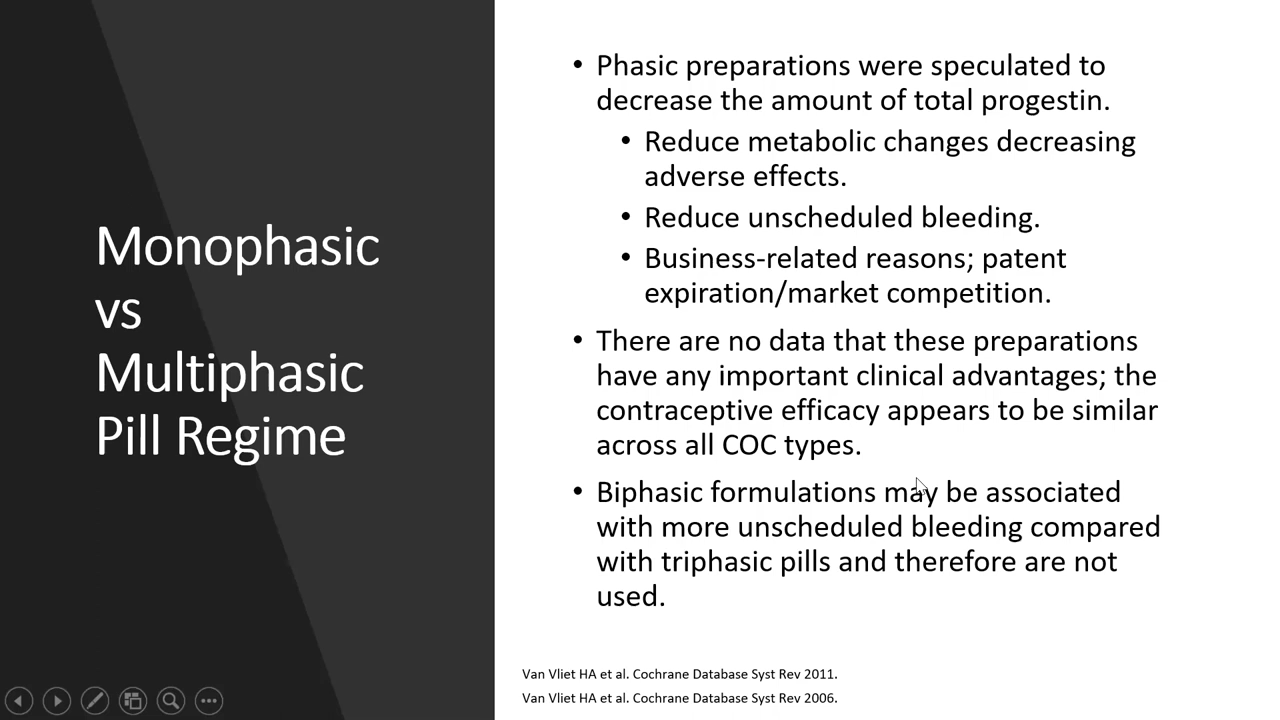 Monophasic
vs
Multiphasic
Pill Regime
• Phasic preparations were speculated to
decrease the amount of total progestin.
• Reduce metabolic changes decreasing
adverse effects.
• Reduce unscheduled bleeding.
• Business-related reasons; patent
expiration/market competition.
• There are no data that these preparations
have any important clinical advantages; the
contraceptive efficacy appears to be similar
across all COC types.
• Biphasic formulations may be associated
with more unscheduled bleeding compared
with triphasic pills and therefore are not
used.
Van Vliet HA et al. Cochrane Database Syst Rev 2011.
Van Vliet HA et al. Cochrane Database Syst Rev 2006.